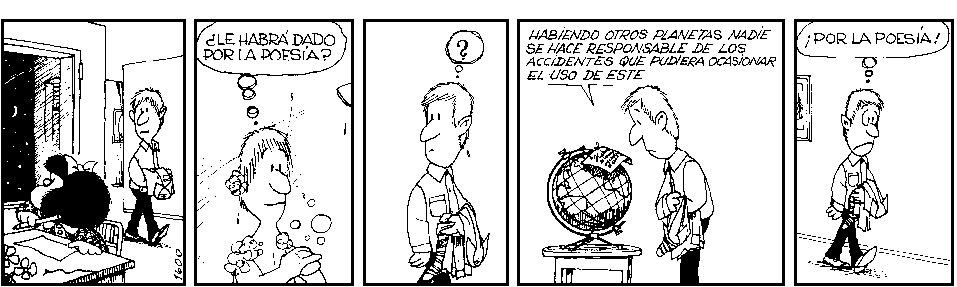 1600
¿LE HABRÁ DADO
POR LA POESÍA?
?
HABIENDO OTROS PLANETAS NADIE
SE HACE RESPONSABLE DE LOS
ACCIDENTES QUE PUDIERA OCASIONAR
EL USO DE ESTE
¡POR LA POESÍA!